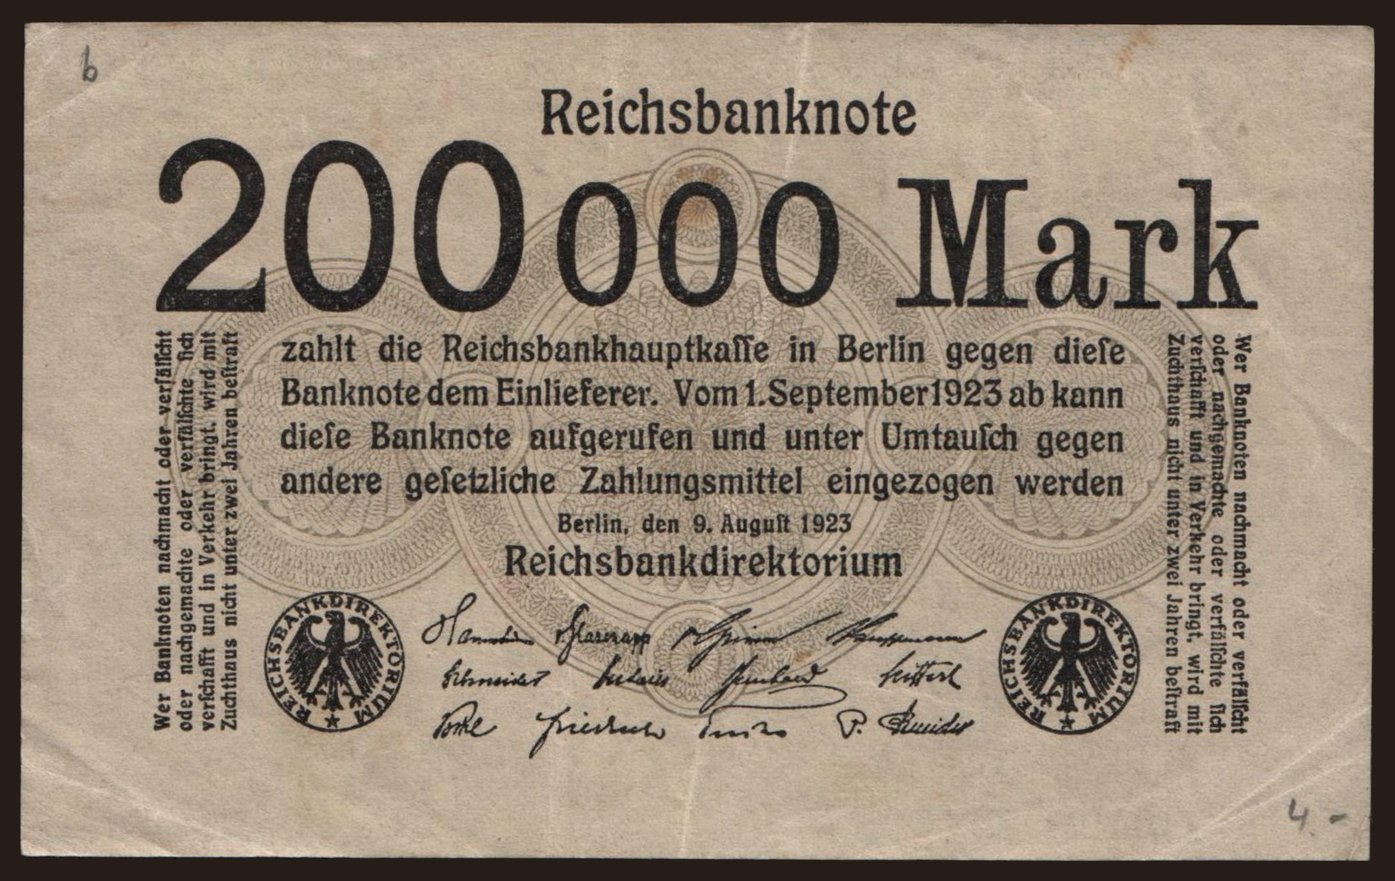 b
Reichsbanknote
200000 Mark
zahlt die Reichsbankhauptkaſſe in Berlin gegen dieſe
Banknote dem Einlieferer. Vom 1. September 1923 ab kann
dieſe Banknote aufgerufen und unter Umtauſch gegen
andere geſetzliche Zahlungsmittel eingezogen werden
Berlin, den 9. Auguſt 1923
Reichsbankdirektorium
Wer Banknoten nachmacht oder verfälſcht
oder nachgemachte oder verfälſchte ſich
verſchafft und in Verkehr bringt, wird mit
Zuchthaus nicht unter zwei Jahren beſtraft
Wer Banknoten nachmacht oder verfälſcht
oder nachgemachte oder verfälſchte ſich
verſchafft und in Verkehr bringt, wird mit
Zuchthaus nicht unter zwei Jahren beſtraft
REICHSBANKDIREKTORIUM
v. Glasenapp
Schneider
Friedrich
P. Schneider
REICHSBANKDIREKTORIUM
4.-